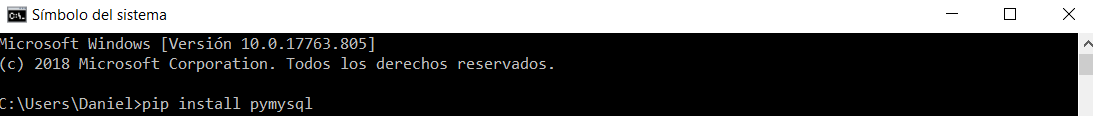 Símbolo del sistema
Microsoft Windows [Versión 10.0.17763.805]
(c) 2018 Microsoft Corporation. Todos los derechos reservados.
C:\Users\Daniel>pip install pymysql